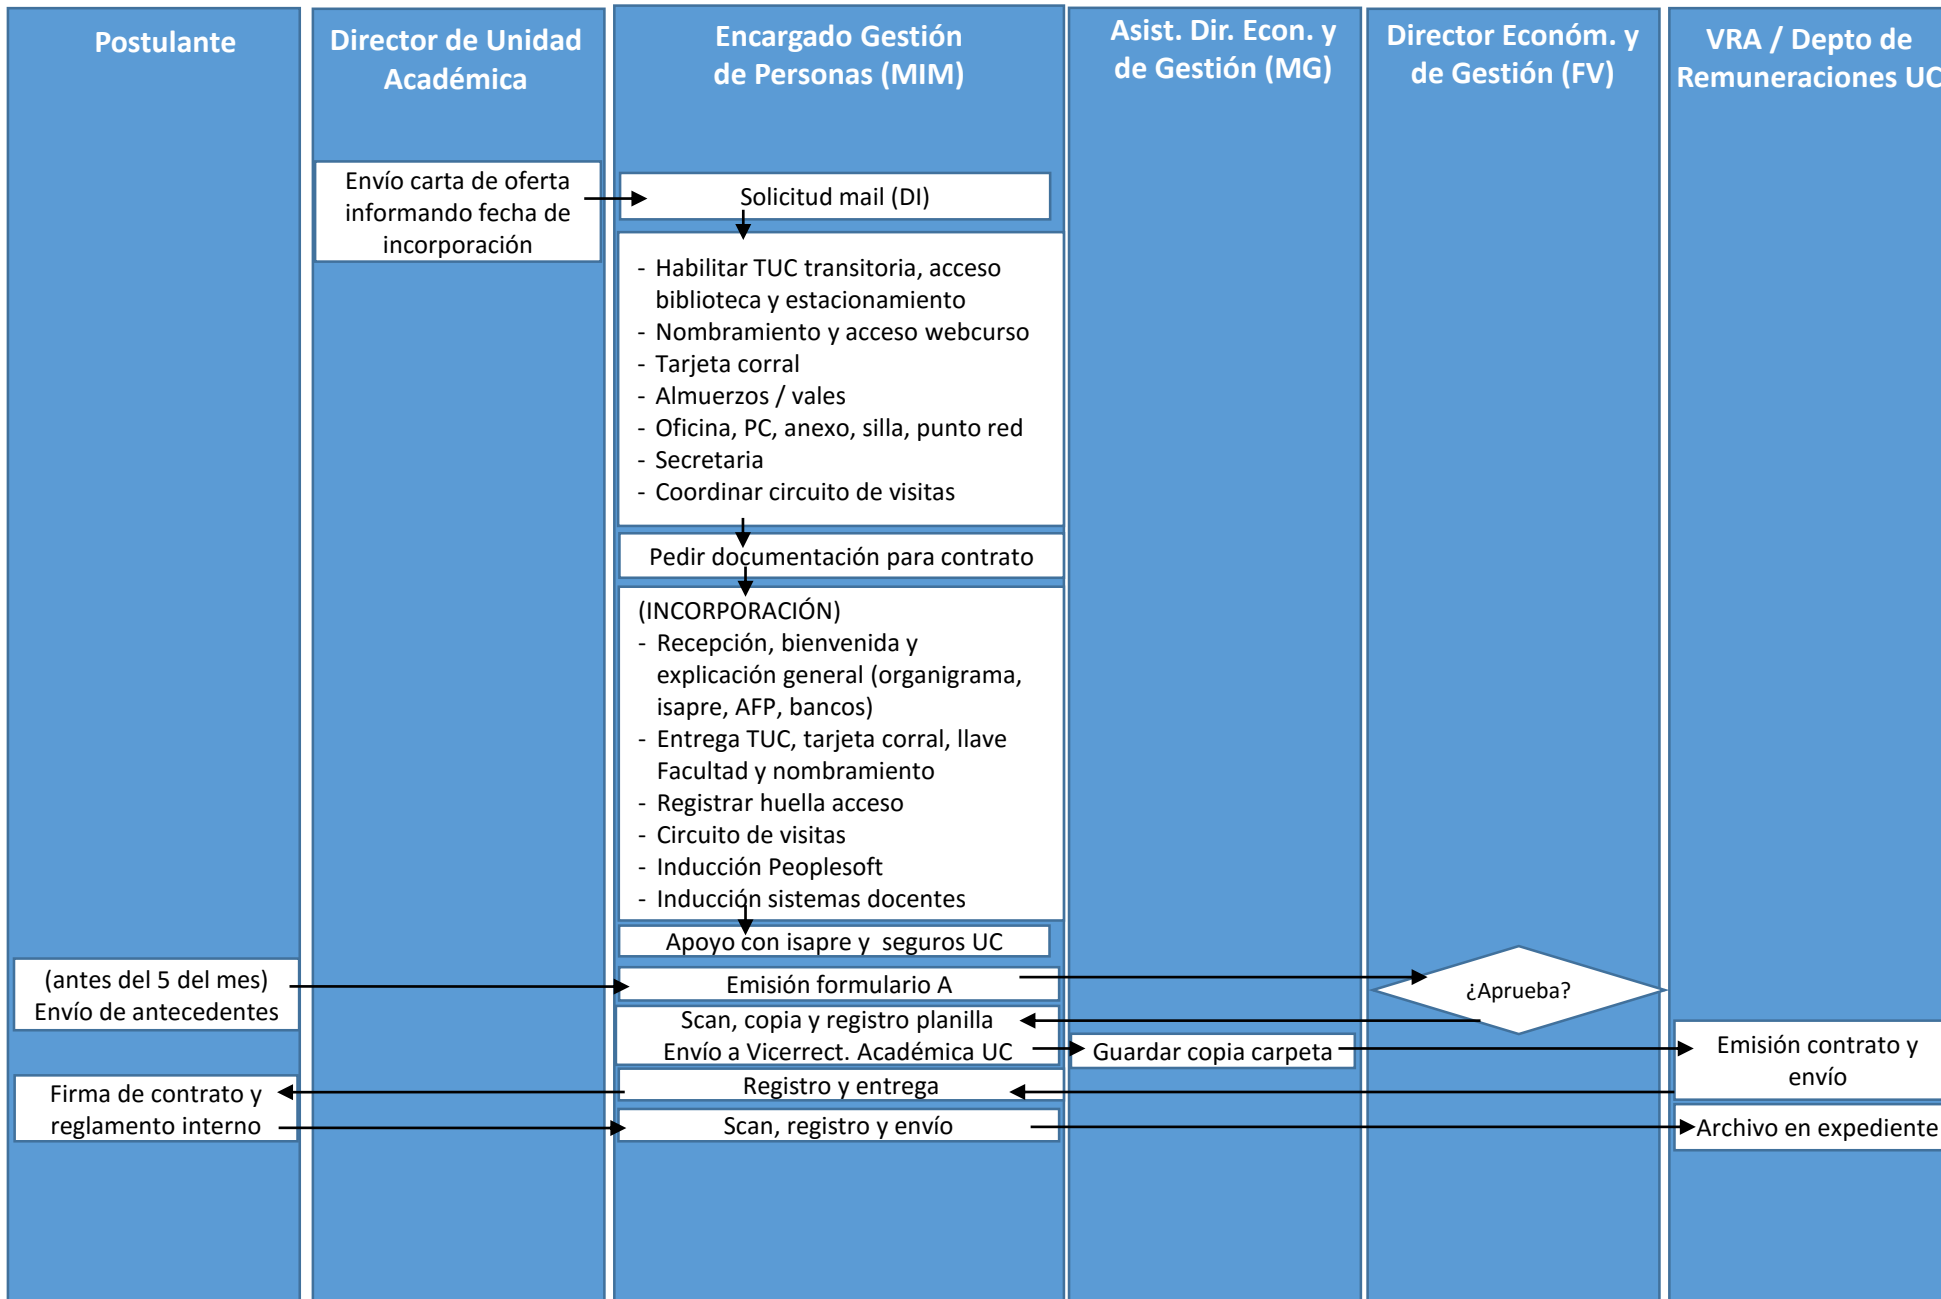 Postulante
Director de Unidad
Académica
Encargado Gestión
de Personas (MIM)
Asist. Dir. Econ. y
de Gestión (MG)
Director Económ. y
de Gestión (FV)
VRA / Depto de
Remuneraciones UC
Envío carta de oferta
informando fecha de
incorporación
Solicitud mail (DI)
- Habilitar TUC transitoria, acceso
biblioteca y estacionamiento
- Nombramiento y acceso webcurso
- Tarjeta corral
- Almuerzos / vales
- Oficina, PC, anexo, silla, punto red
- Secretaria
- Coordinar circuito de visitas
Pedir documentación para contrato
(INCORPORACIÓN)
- Recepción, bienvenida y
explicación general (organigrama,
isapre, AFP, bancos)
- Entrega TUC, tarjeta corral, llave
Facultad y nombramiento
- Registrar huella acceso
- Circuito de visitas
- Inducción Peoplesoft
- Inducción sistemas docentes
Apoyo con isapre y  seguros UC
(antes del 5 del mes)
Envío de antecedentes
Emisión formulario A
¿Aprueba?
Scan, copia y registro planilla
Envío a Vicerrect. Académica UC
Guardar copia carpeta
Emisión contrato y
envío
Registro y entrega
Firma de contrato y
reglamento interno
Scan, registro y envío
Archivo en expediente